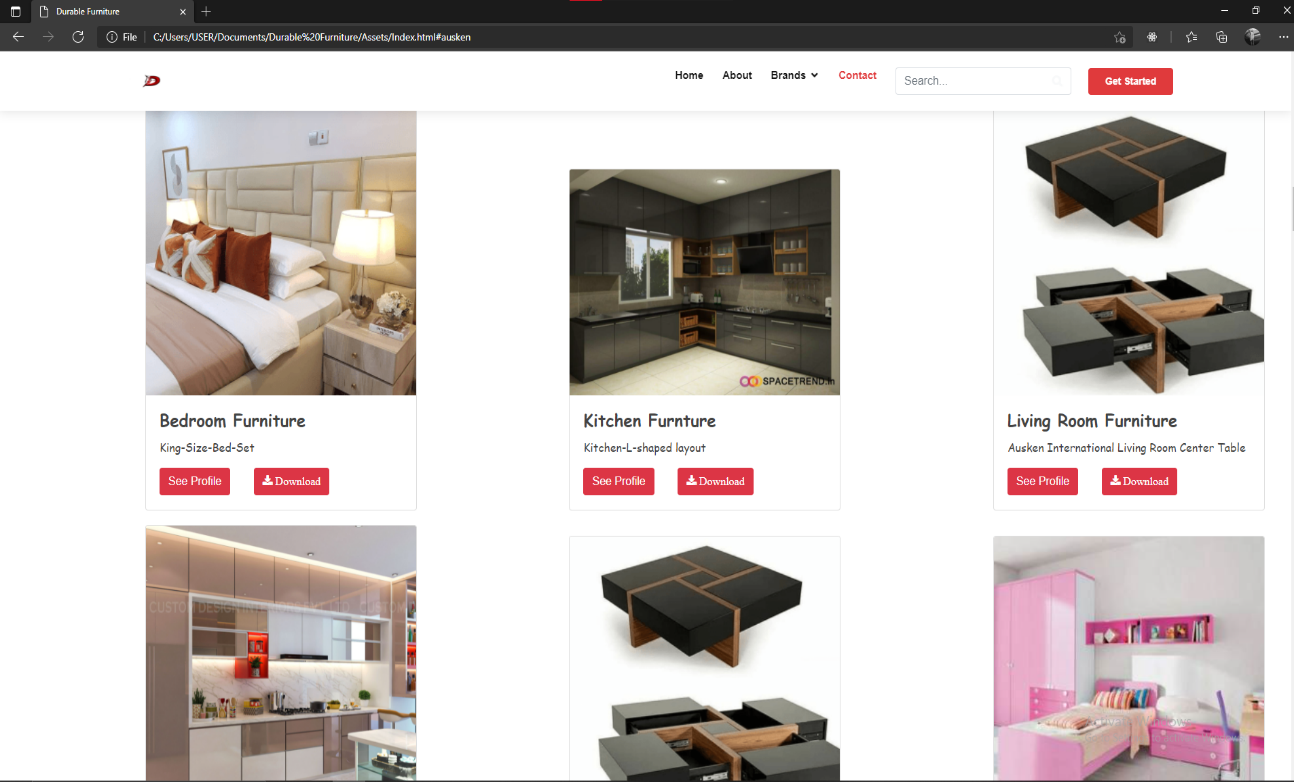 Durable Furniture
File
C:/Users/USER/Documents/Durable%20Furniture/Assets/Index.html#ausken
Home
About
Brands
Contact
Search...
Get Started
SPACETREND.in
Bedroom Furniture
King-Size-Bed-Set
See Profile
Download
Kitchen Furnture
Kitchen-L-shaped layout
See Profile
Download
Living Room Furniture
Ausken International Living Room Center Table
See Profile
Download
CUSTOM DESIGN